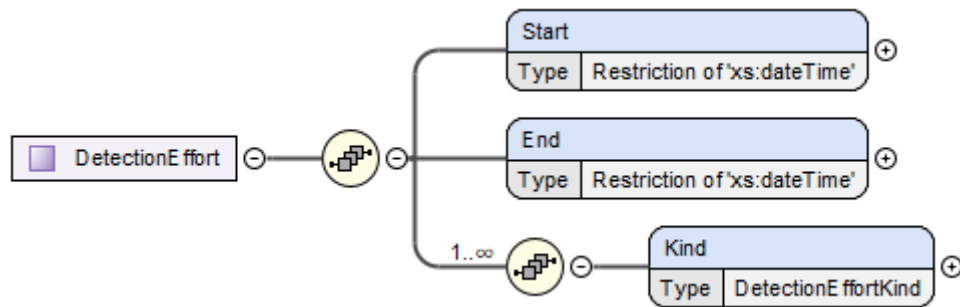 Start
Type Restriction of 'xs:dateTime'
End
Type Restriction of 'xs:dateTime'
DetectionEffort
1..∞
Kind
Type DetectionEffortKind